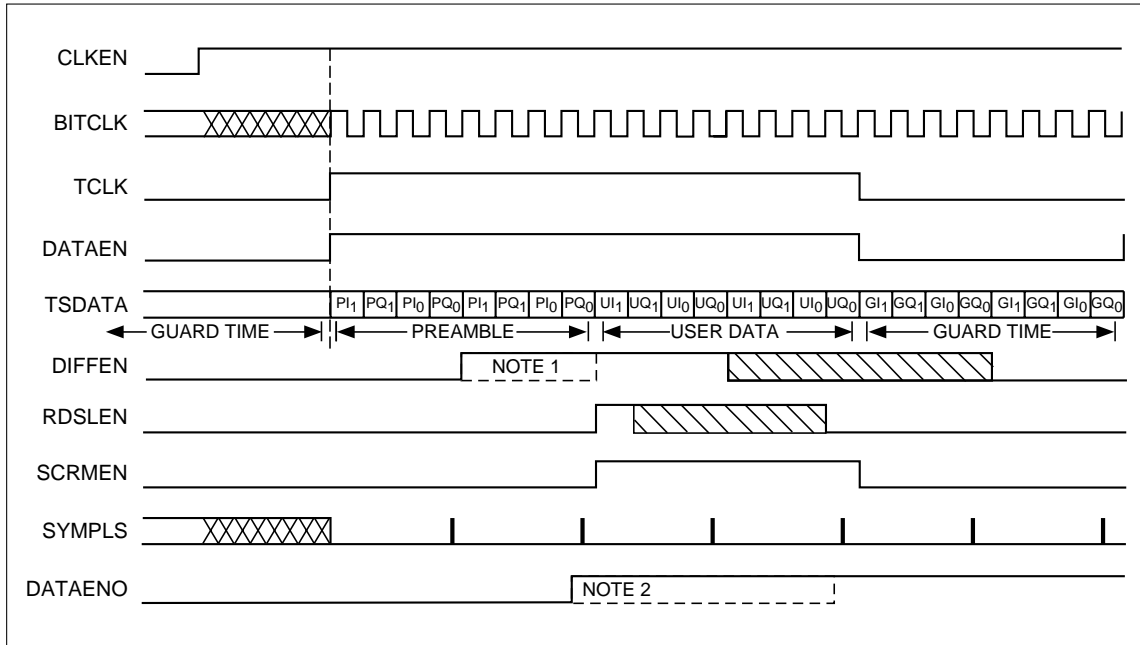 CLKEN
BITCLK
TCLK
DATAEN
TSDATA PI1 PQ1 PI0 PQ0 PI1 PQ1 PI0 PQ0 UI1 UQ1 UI0 UQ0 UI1 UQ1 UI0 UQ0 GI1 GQ1 GI0 GQ0 GI1 GQ1 GI0 GQ0
GUARD TIME PREAMBLE USER DATA GUARD TIME
DIFFEN NOTE 1
RDSLEN
SCRMEN
SYMPLS
DATAENO NOTE 2